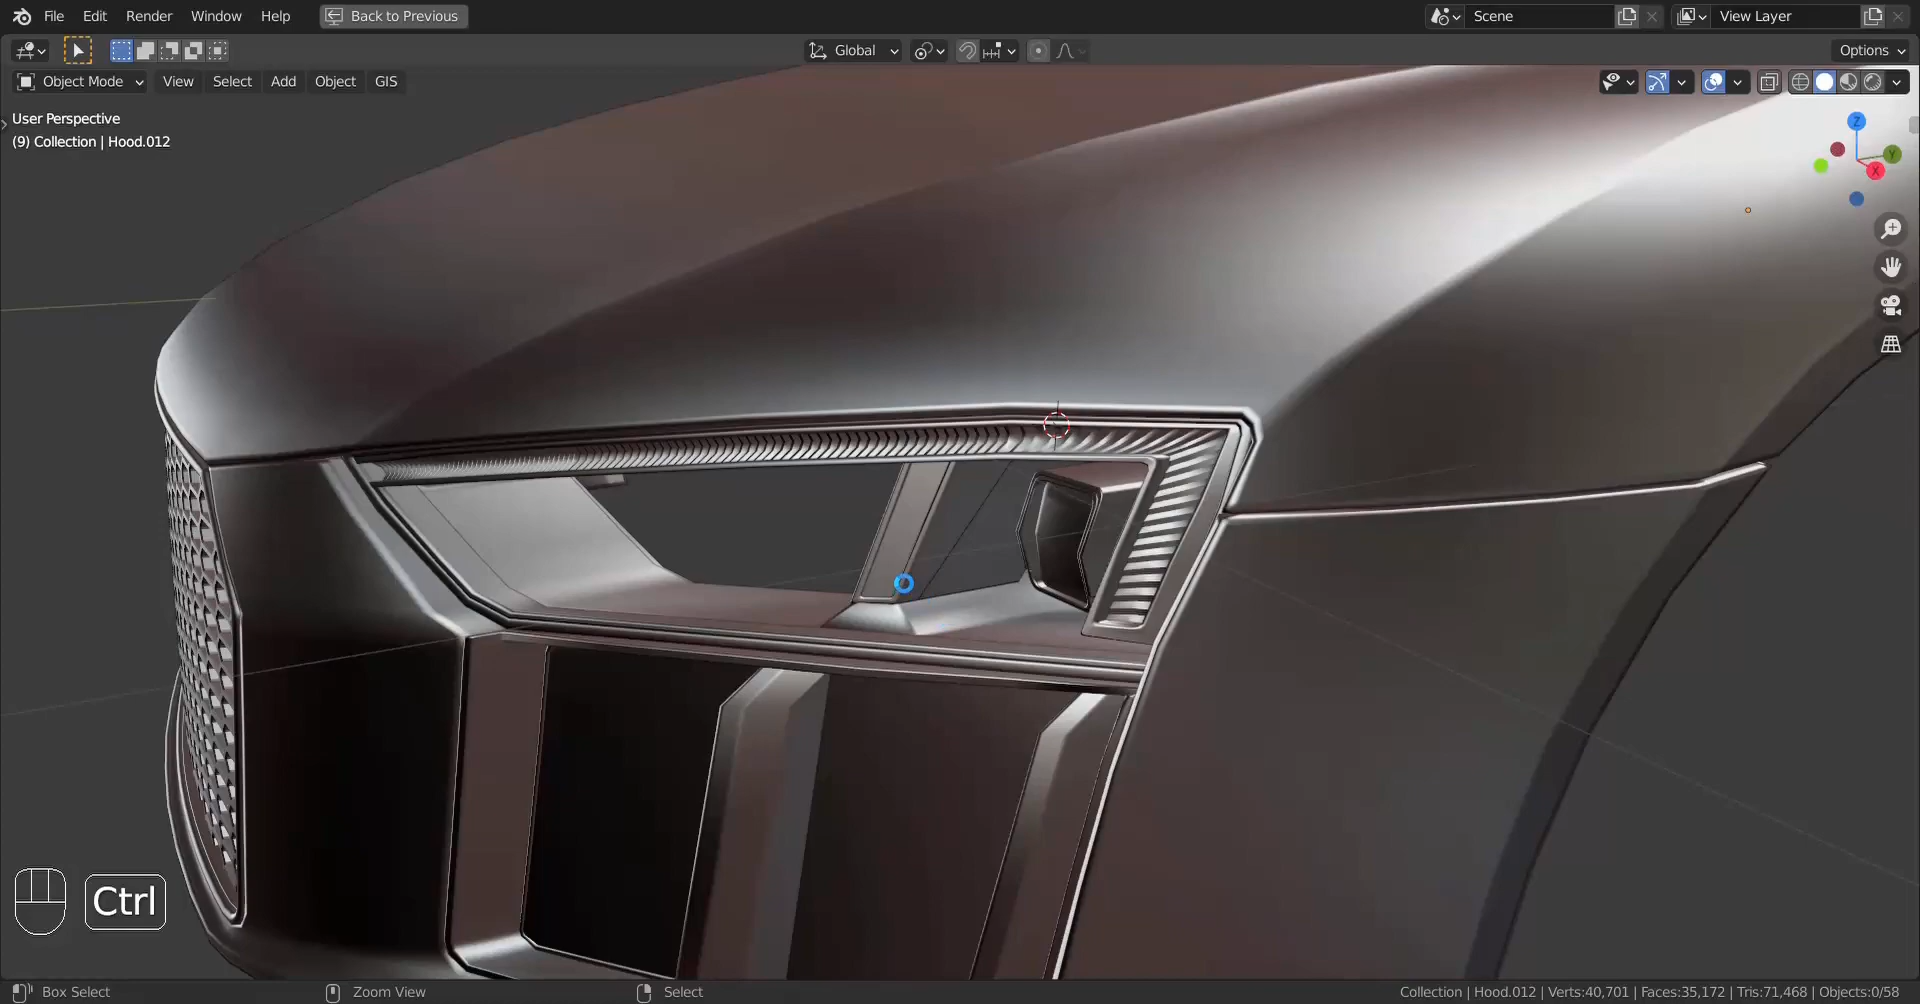 File Edit Render Window Help Back to Previous Scene View Layer
Global Options
Object Mode View Select Add Object GIS
User Perspective
(9) Collection | Hood.012
Z
Y
X
Ctrl
Box Select Zoom View Select Collection | Hood.012 | Verts:40,701 | Faces:35,172 | Tris:71,468 | Objects:0/58